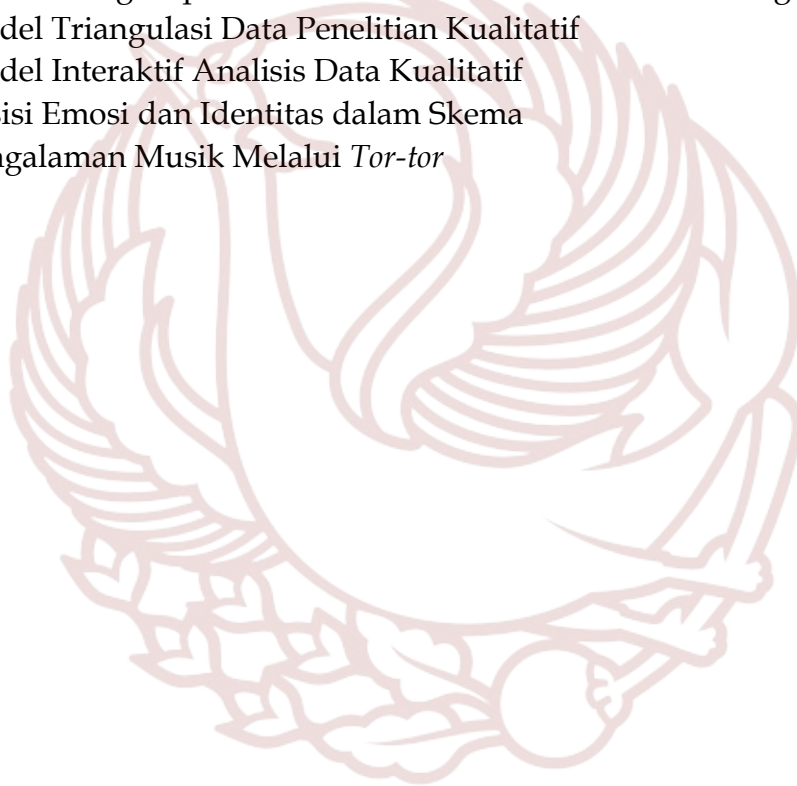 del Triangulasi Data Penelitian Kualitatif
del Interaktif Analisis Data Kualitatif
isi Emosi dan Identitas dalam Skema
ngalaman Musik Melalui Tor-tor